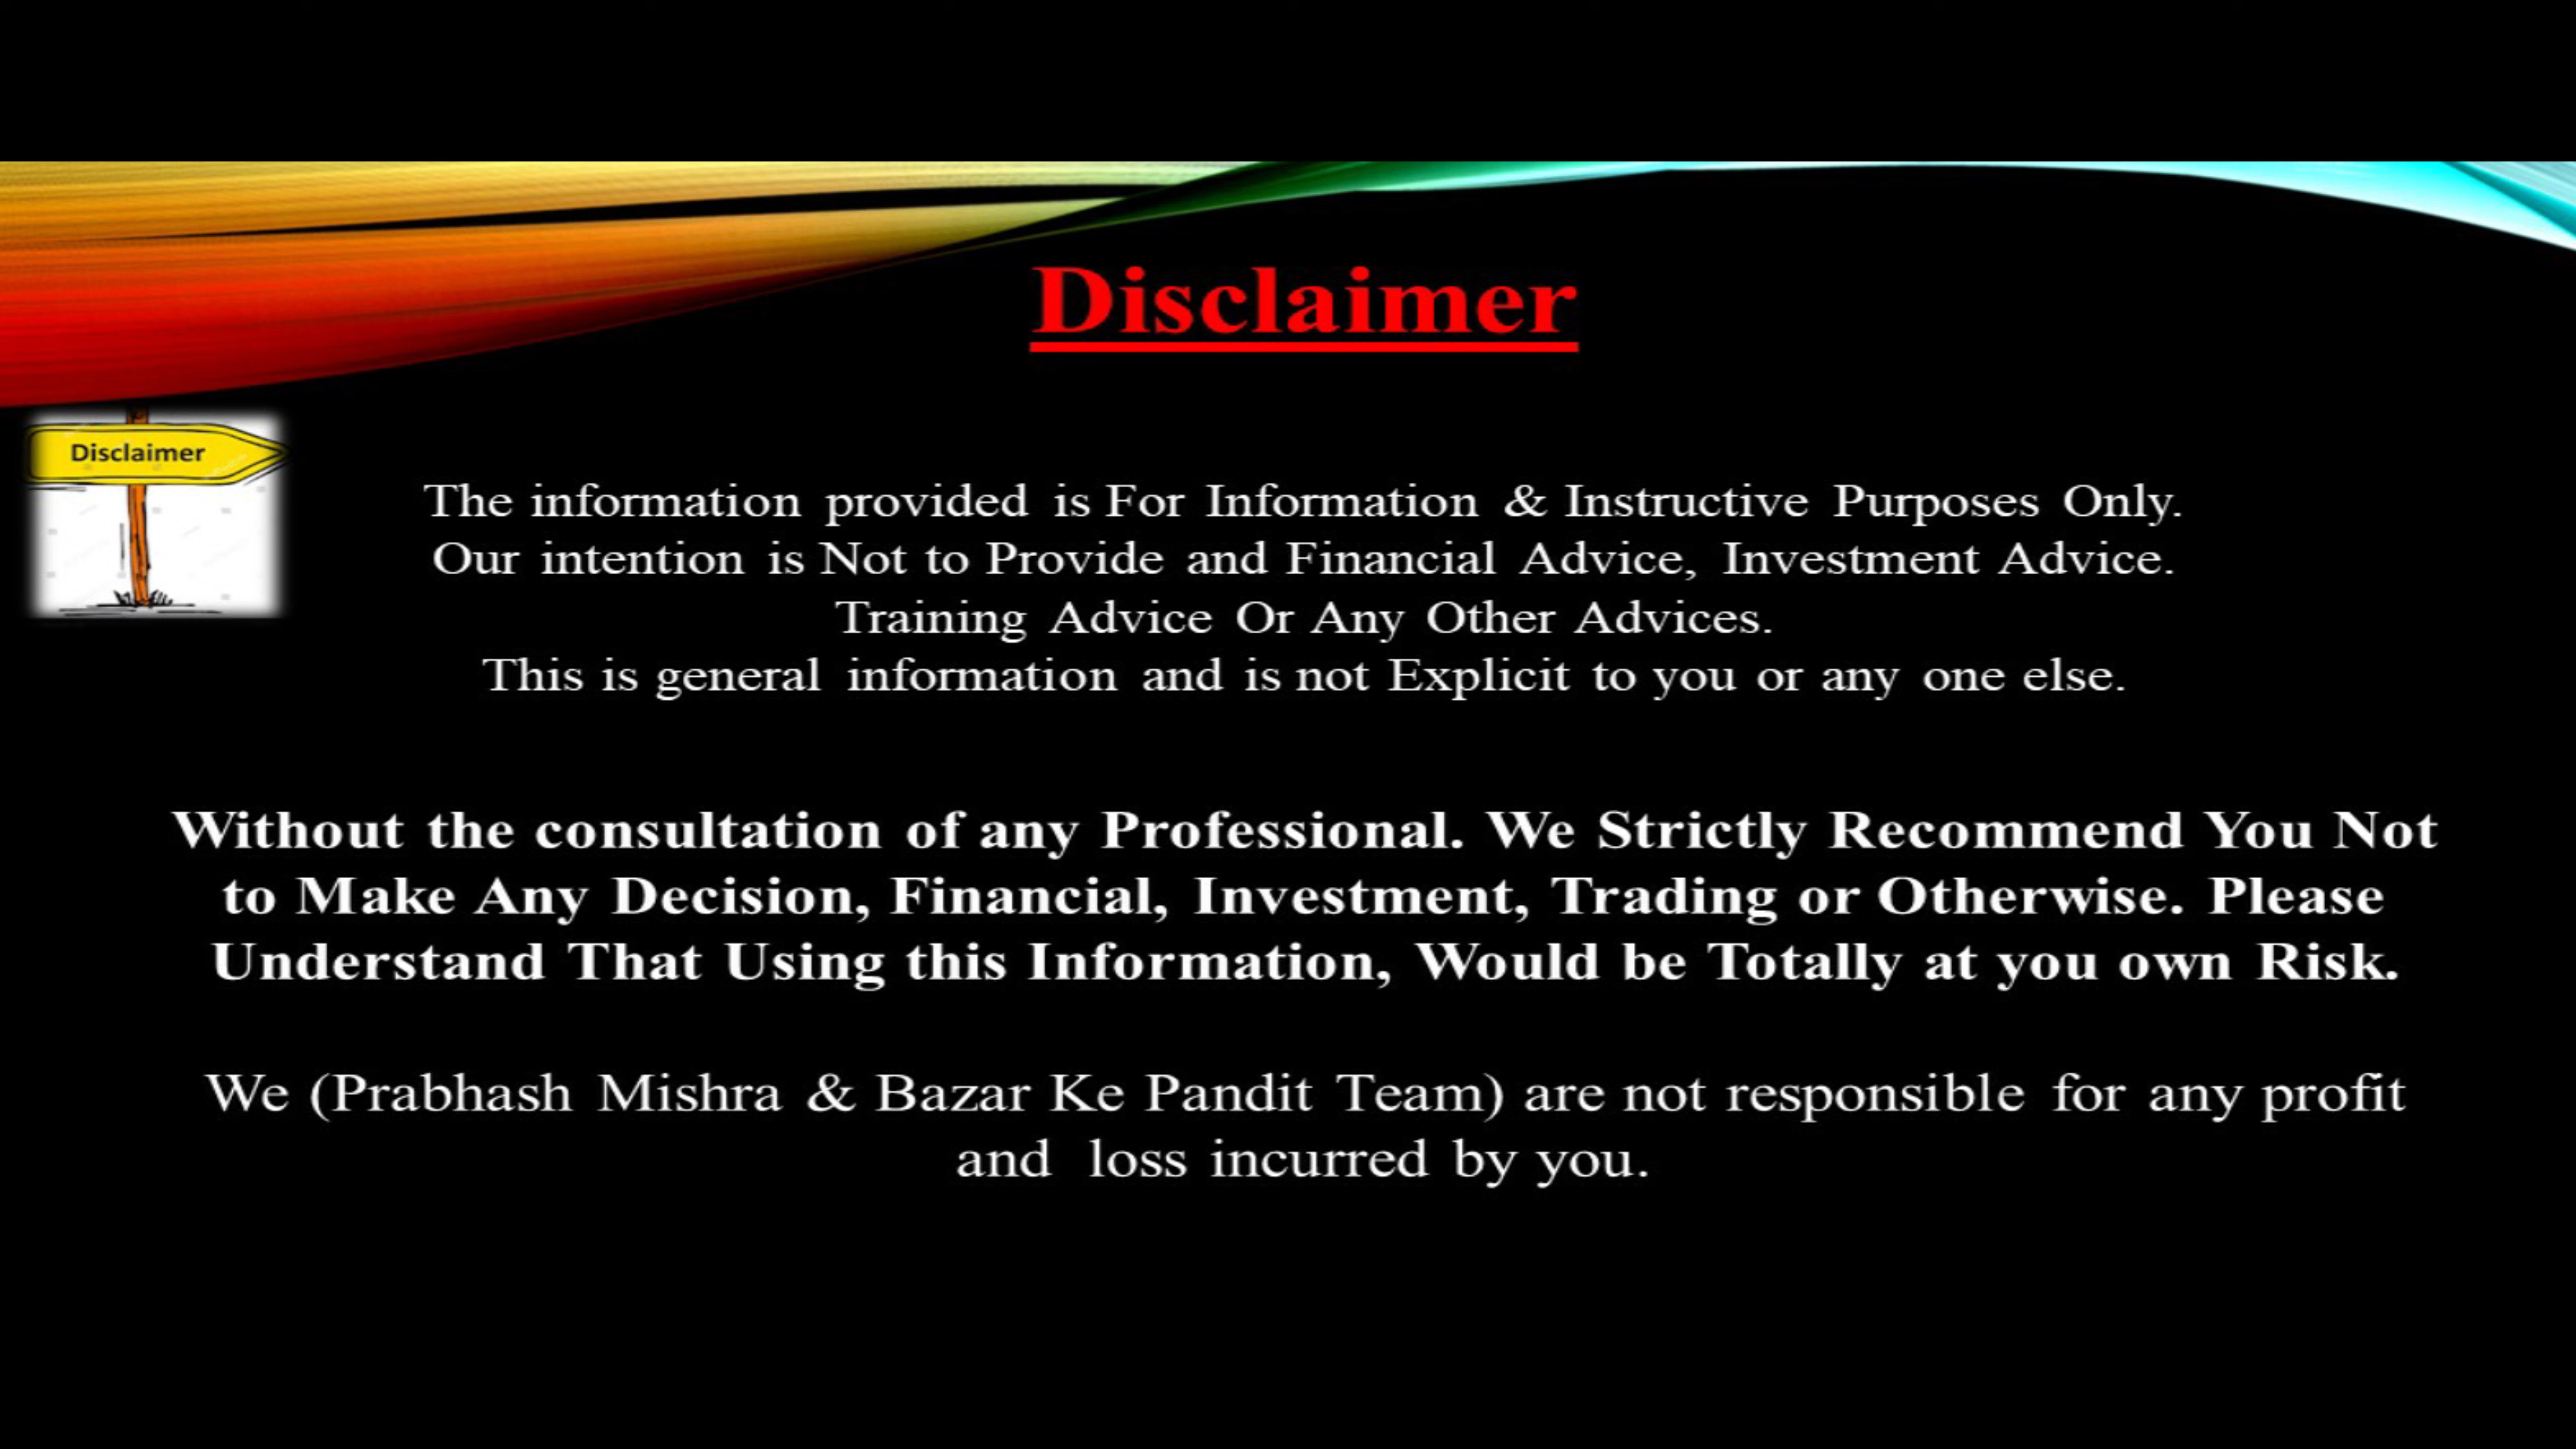 Disclaimer
Disclaimer
The information provided is For Information & Instructive Purposes Only.
Our intention is Not to Provide and Financial Advice, Investment Advice.
Training Advice Or Any Other Advices.
This is general information and is not Explicit to you or any one else.
Without the consultation of any Professional. We Strictly Recommend You Not
to Make Any Decision, Financial, Investment, Trading or Otherwise. Please
Understand That Using this Information, Would be Totally at you own Risk.
We (Prabhash Mishra & Bazar Ke Pandit Team) are not responsible for any profit
and loss incurred by you.